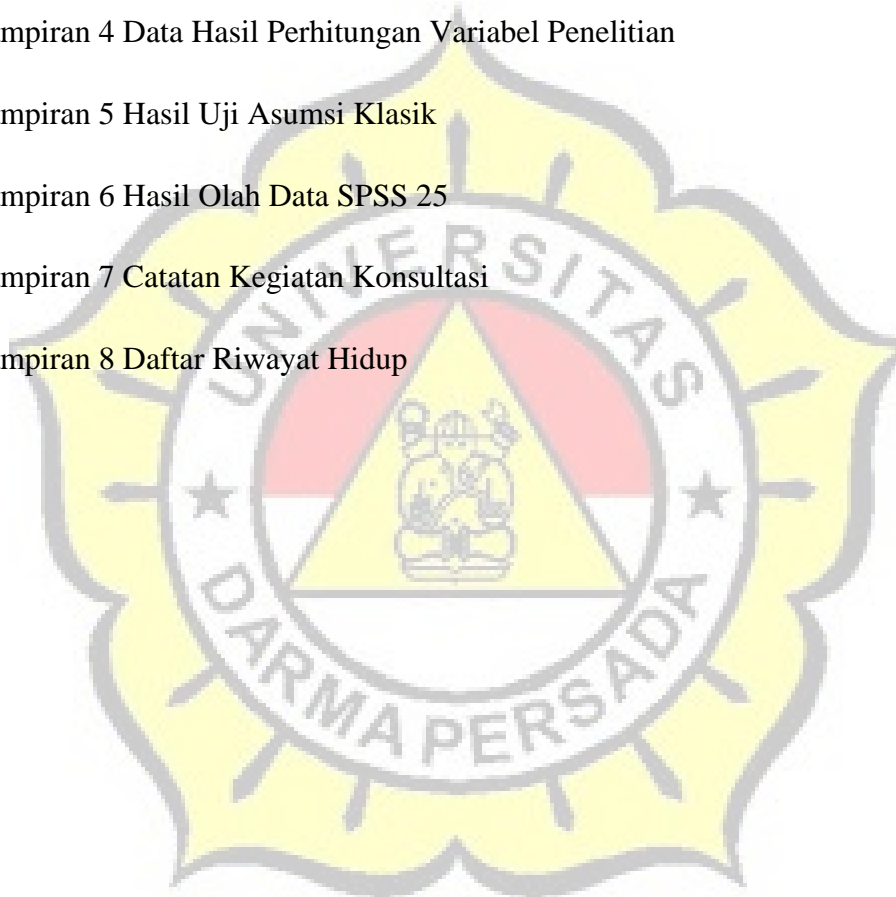 mpiran 4 Data Hasil Perhitungan Variabel Penelitian
mpiran 5 Hasil Uji Asumsi Klasik
mpiran 6 Hasil Olah Data SPSS 25
mpiran 7 Catatan Kegiatan Konsultasi
mpiran 8 Daftar Riwayat Hidup
UNIVERSITAS
DARMA PERSADA